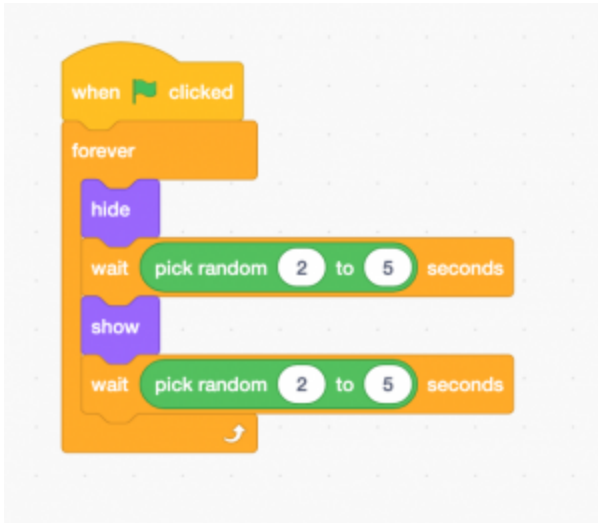 when clicked
forever
hide
wait pick random 2 to 5 seconds
show
wait pick random 2 to 5 seconds